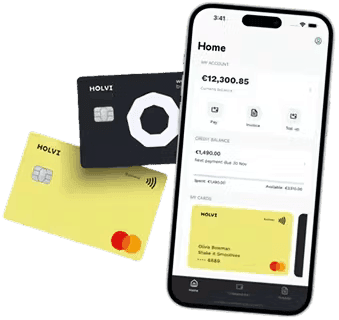 HOLVI
HOLVI
3:41
Home
MY ACCOUNT
€12,300.85
Current Balance
Pay
Invoice
Top up
CREDIT BALANCE
€1,490.00
Next payment due 30 Nov
Spend €1,490.00
Available €3,510.00
MY CARDS
HOLVI
Business
Olivia Bowman
Shake It Smoothies
Home